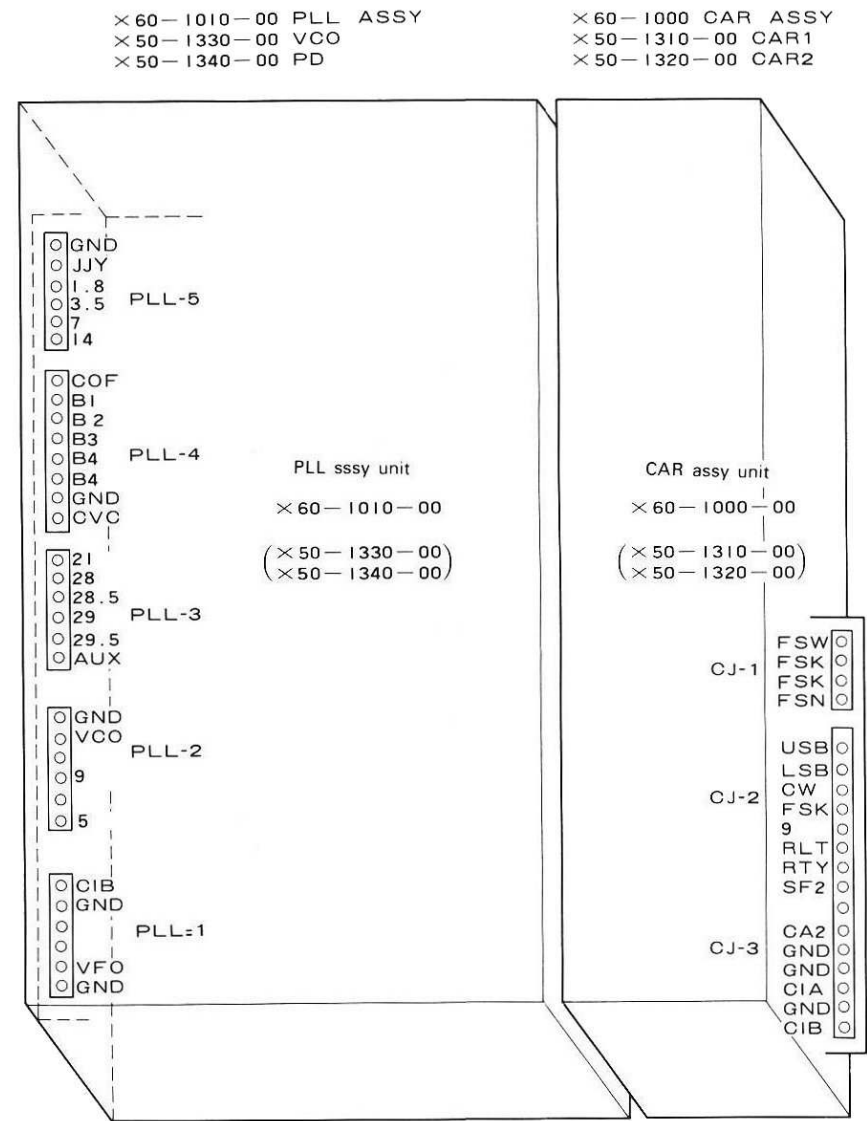 ×60-1010-00 PLL ASSY
×50-1330-00 VCO
×50-1340-00 PD
×60-1000 CAR ASSY
×50-1310-00 CAR1
×50-1320-00 CAR2
GND
JJY
1.8
3.5
7
14
PLL-5
COF
B1
B2
B3
B4
B4
GND
CVC
PLL-4
21
28
28.5
29
29.5
AUX
PLL-3
GND
VCO
9
5
PLL-2
CIB
GND
VFO
GND
PLL=1
PLL sssy unit
×60-1010-00
(×50-1330-00)
(×50-1340-00)
CAR assy unit
×60-1000-00
(×50-1310-00)
(×50-1320-00)
CJ-1
FSW
FSK
FSK
FSN
CJ-2
USB
LSB
CW
FSK
9
RLT
RTY
SF2
CJ-3
CA2
GND
GND
CIA
GND
CIB